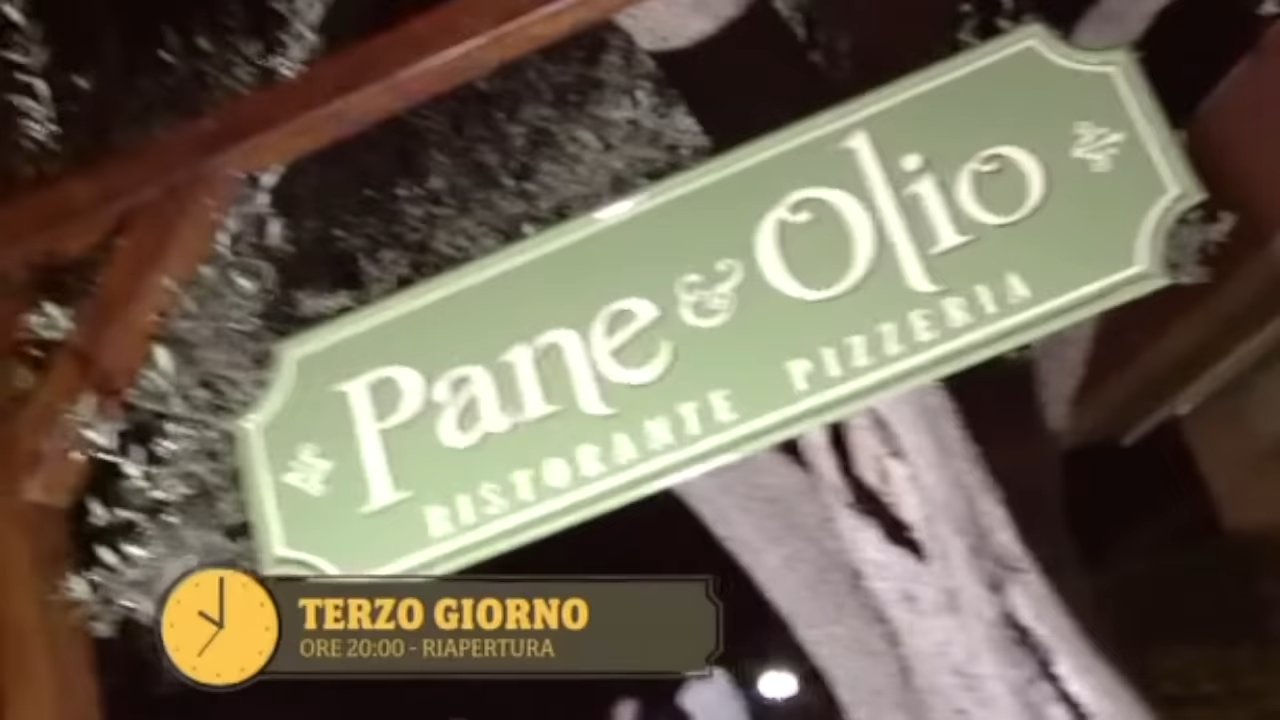 Pane & Olio
RISTORANTE PIZZERIA
TERZO GIORNO
ORE 20:00 - RIAPERTURA